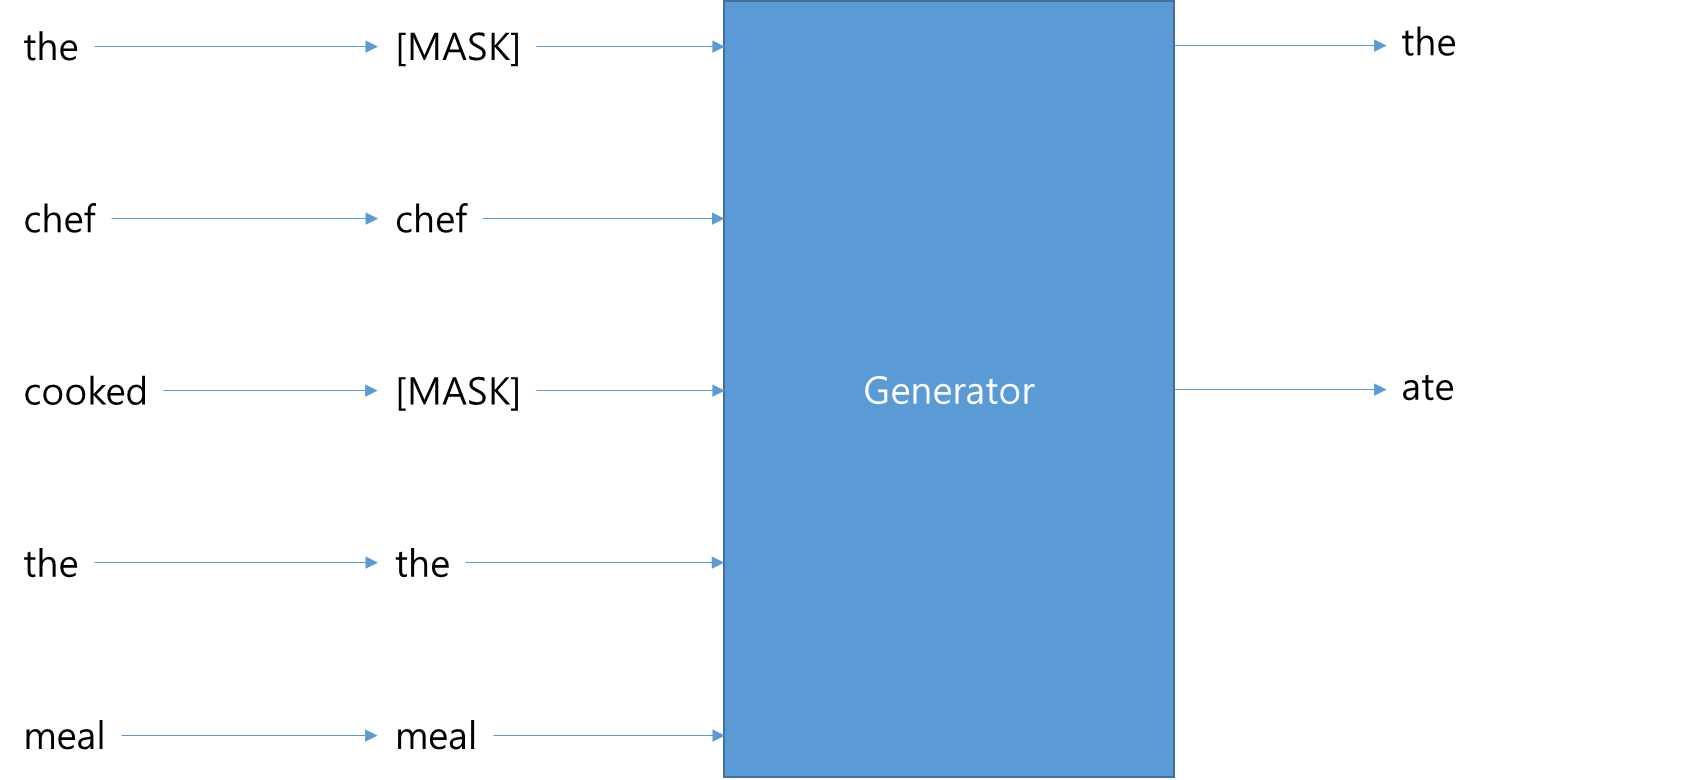 the [MASK] the
chef chef
cooked [MASK] Generator ate
the the
meal meal